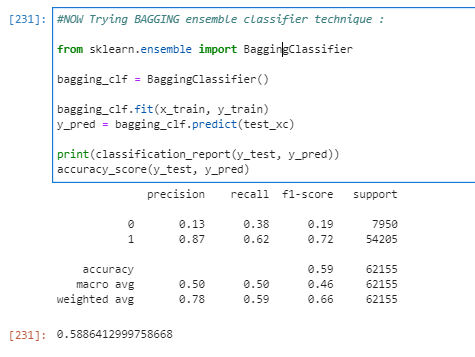 [231]: #NOW Trying BAGGING ensemble classifier technique :
from sklearn.ensemble import BaggingClassifier
bagging_clf = BaggingClassifier()
bagging_clf.fit(x_train, y_train)
y_pred = bagging_clf.predict(test_xc)
print(classification_report(y_test, y_pred))
accuracy_score(y_test, y_pred)
precision recall f1-score support
0 0.13 0.38 0.19 7950
1 0.87 0.62 0.72 54205
accuracy 0.59 62155
macro avg 0.50 0.50 0.46 62155
weighted avg 0.78 0.59 0.66 62155
[231]: 0.5886412999758668